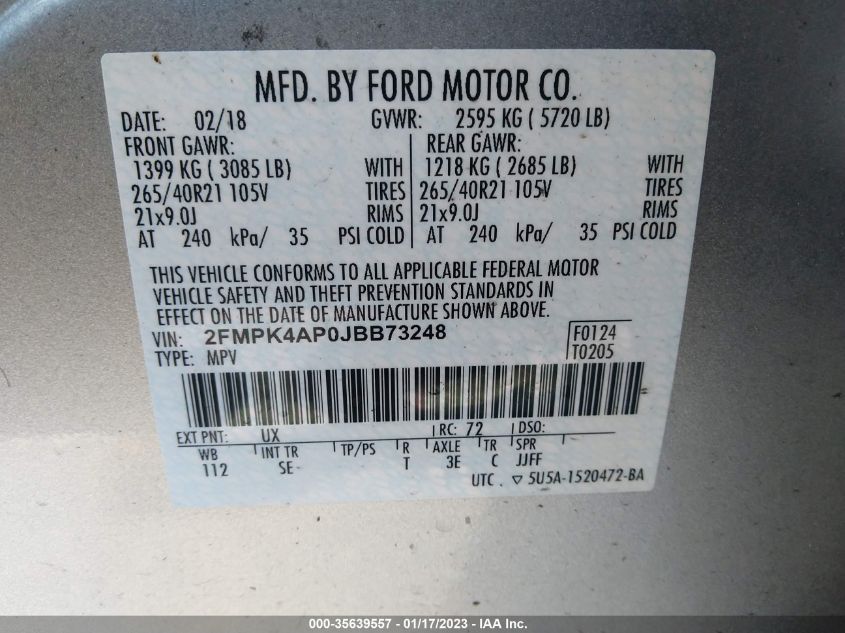 MFD. BY FORD MOTOR CO.
DATE: 02/18 GVWR: 2595 KG ( 5720 LB)
FRONT GAWR: REAR GAWR:
1399 KG ( 3085 LB) WITH 1218 KG ( 2685 LB) WITH
265/40R21 105V TIRES 265/40R21 105V TIRES
21x9.0J RIMS 21x9.0J RIMS
AT 240 kPa/ 35 PSI COLD AT 240 kPa/ 35 PSI COLD
THIS VEHICLE CONFORMS TO ALL APPLICABLE FEDERAL MOTOR
VEHICLE SAFETY AND THEFT PREVENTION STANDARDS IN
EFFECT ON THE DATE OF MANUFACTURE SHOWN ABOVE.
VIN: 2FMPK4AP0JBB73248 F0124
TYPE: MPV T0205
EXT PNT: UX RC: 72 DSO:
WB INT TR TP/PS R AXLE TR SPR
112 SE T 3E C JJFF
UTC . ▽ 5U5A-1520472-BA
000-35639557 - 01/17/2023 - IAA Inc.